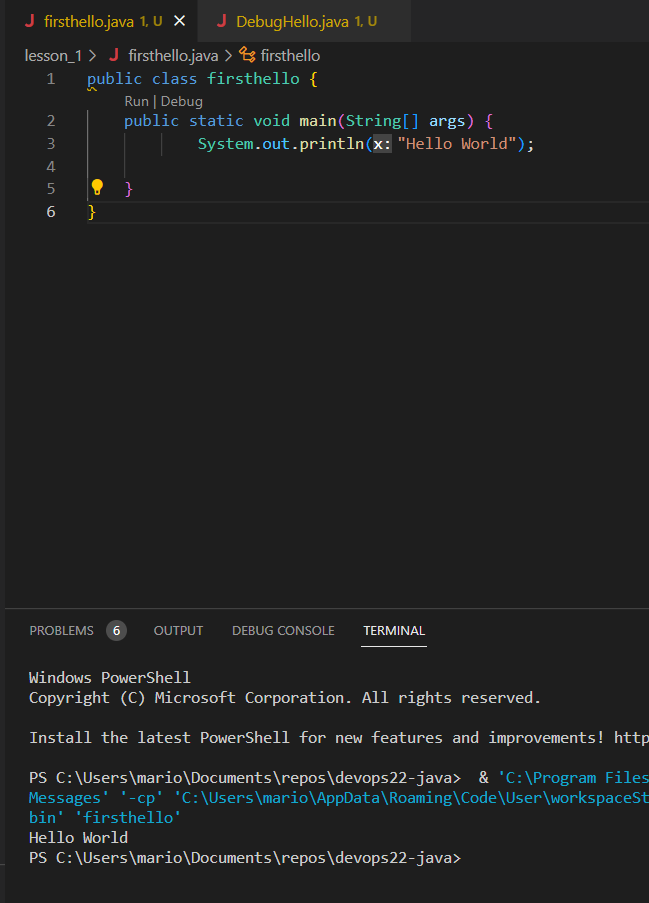 J firsthello.java 1, U × J DebugHello.java 1, U
lesson_1 > J firsthello.java > firsthello
1 public class firsthello {
Run | Debug
2 public static void main(String[] args) {
3 System.out.println(x: "Hello World");
4
5 }
6 }
PROBLEMS 6 OUTPUT DEBUG CONSOLE TERMINAL
Windows PowerShell
Copyright (C) Microsoft Corporation. All rights reserved.
Install the latest PowerShell for new features and improvements! http
PS C:\Users\mario\Documents\repos\devops22-java>  & 'C:\Program Files
Messages' '-cp' 'C:\Users\mario\AppData\Roaming\Code\User\workspaceSt
bin' 'firsthello'
Hello World
PS C:\Users\mario\Documents\repos\devops22-java>